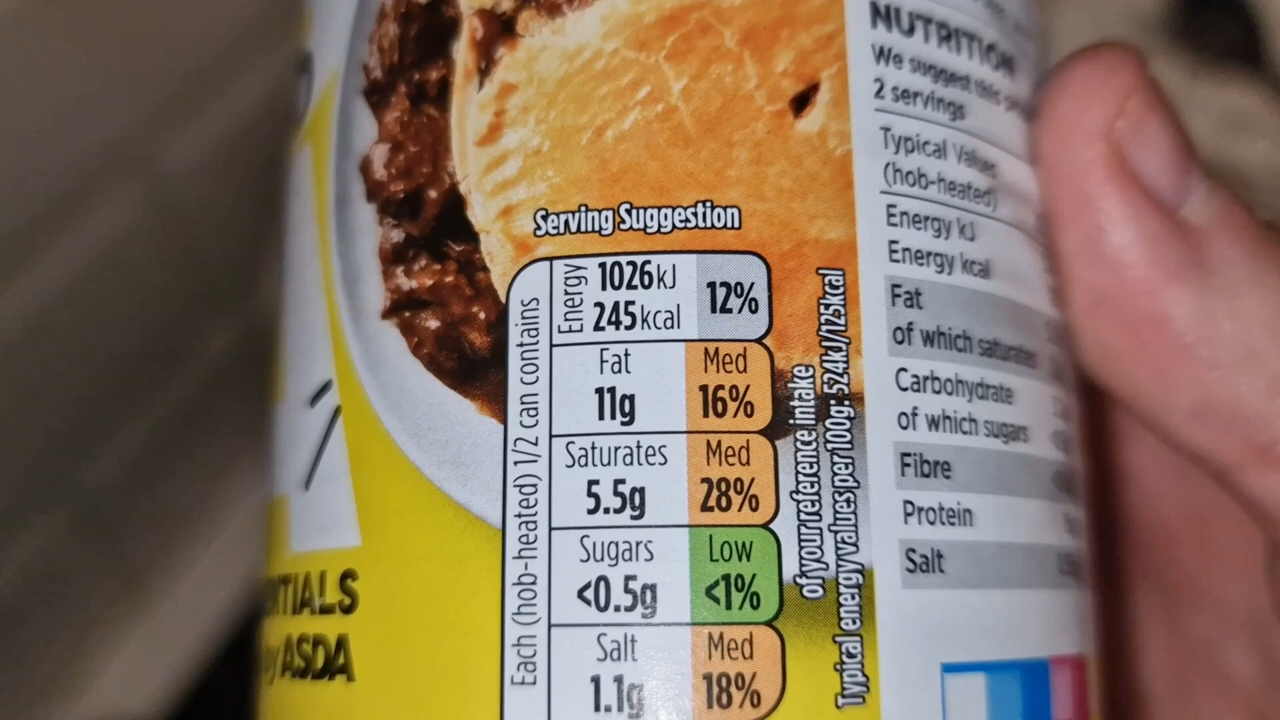 Serving Suggestion
Each (hob-heated) 1/2 can contains
Energy 1026kJ 245kcal 12%
Fat 11g Med 16%
Saturates 5.5g Med 28%
Sugars <0.5g Low <1%
Salt 1.1g Med 18%
of your reference intake
Typical energy values per 100g: 524kJ/125kcal
ASDA
NUTRITION
We suggest this
2 servings
Typical Values
(hob-heated)
Energy kJ
Energy kcal
Fat
of which saturates
Carbohydrate
of which sugars
Fibre
Protein
Salt